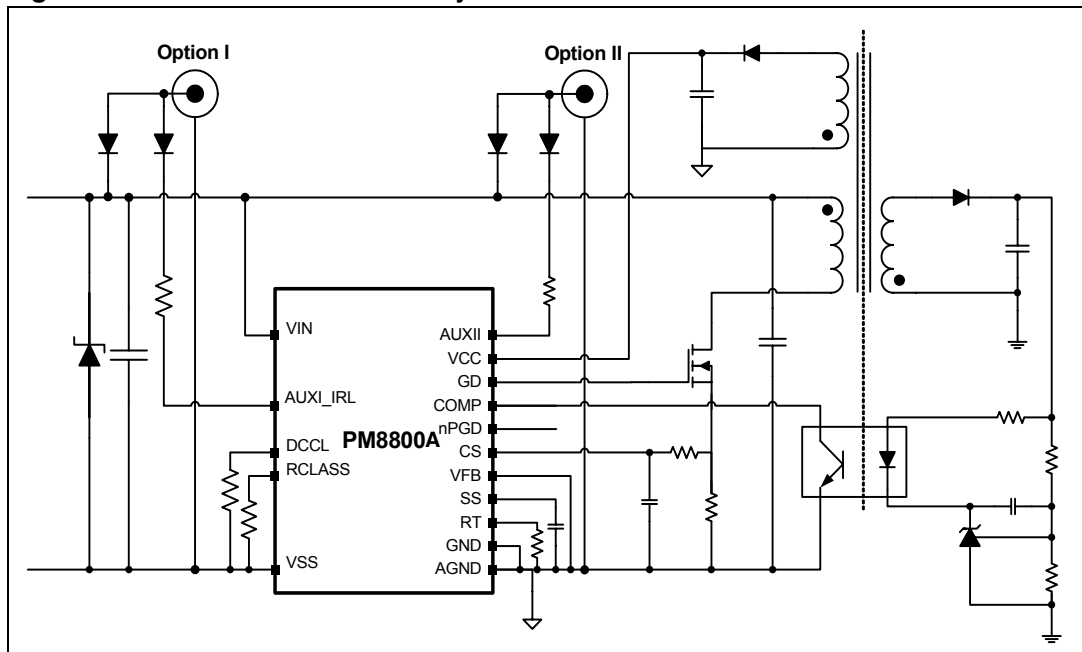 Option I
Option II
VIN
AUXI_IRL
DCCL
RCLASS
VSS
PM8800A
AUXII
VCC
GD
COMP
nPGD
CS
VFB
SS
RT
GND
AGND